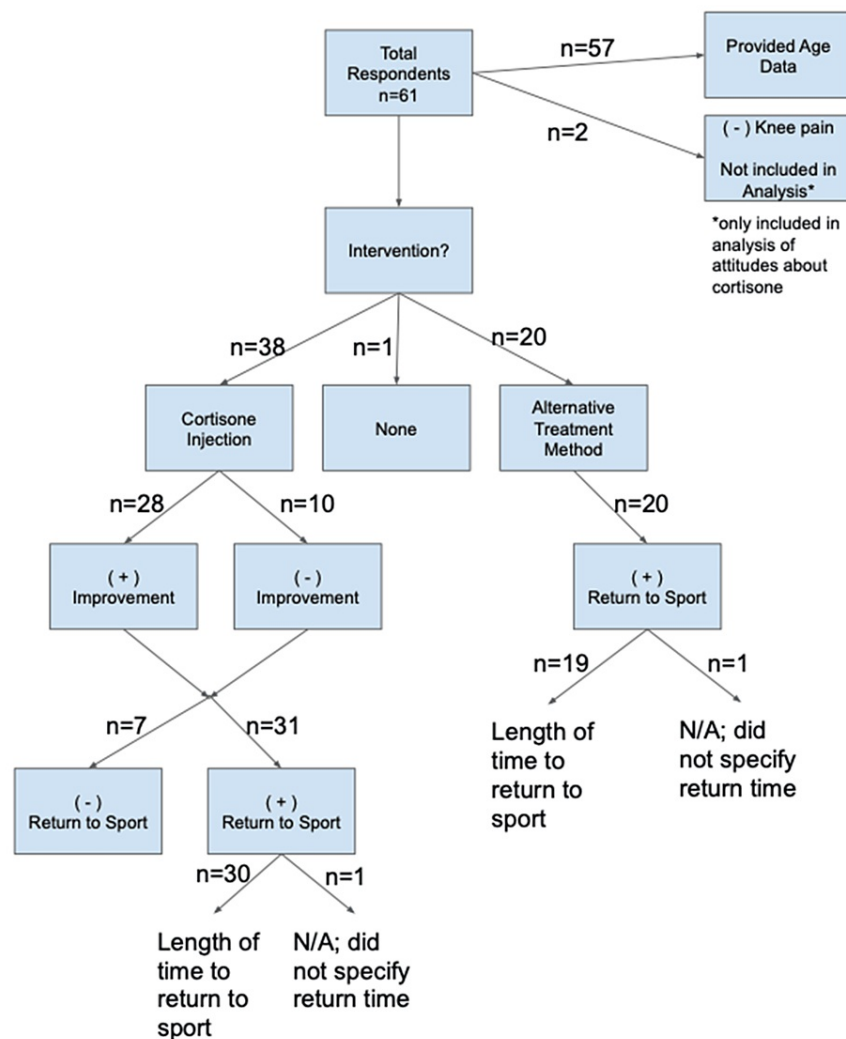 Total
Respondents
n=61
n=57
Provided Age
Data
n=2
( - ) Knee pain
Not included in
Analysis*
*only included in
analysis of
attitudes about
cortisone
Intervention?
n=38
n=1
n=20
Cortisone
Injection
None
Alternative
Treatment
Method
n=28
n=10
n=20
( + )
Improvement
( - )
Improvement
( + )
Return to Sport
n=19
n=1
Length of
time to
return to
sport
N/A; did
not specify
return time
n=7
n=31
( - )
Return to Sport
( + )
Return to Sport
n=30
n=1
Length of
time to
return to
sport
N/A; did
not specify
return time